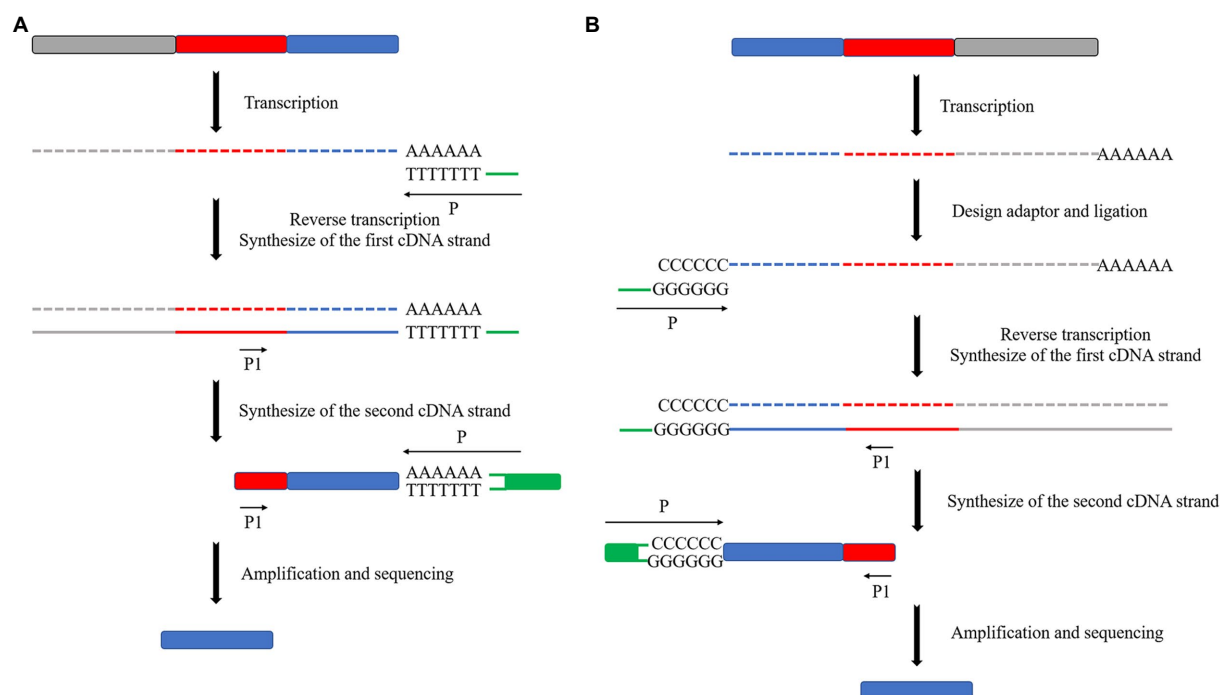 A
Transcription
AAAAAA
TTTTTTT
P
Reverse transcription
Synthesize of the first cDNA strand
AAAAAA
TTTTTTT
P1
Synthesize of the second cDNA strand
P
AAAAAA
TTTTTTT
P1
Amplification and sequencing
B
Transcription
AAAAAA
Design adaptor and ligation
CCCCCC
AAAAAA
GGGGGG
P
Reverse transcription
Synthesize of the first cDNA strand
CCCCCC
GGGGGG
P1
Synthesize of the second cDNA strand
P
CCCCCC
GGGGGG
P1
Amplification and sequencing